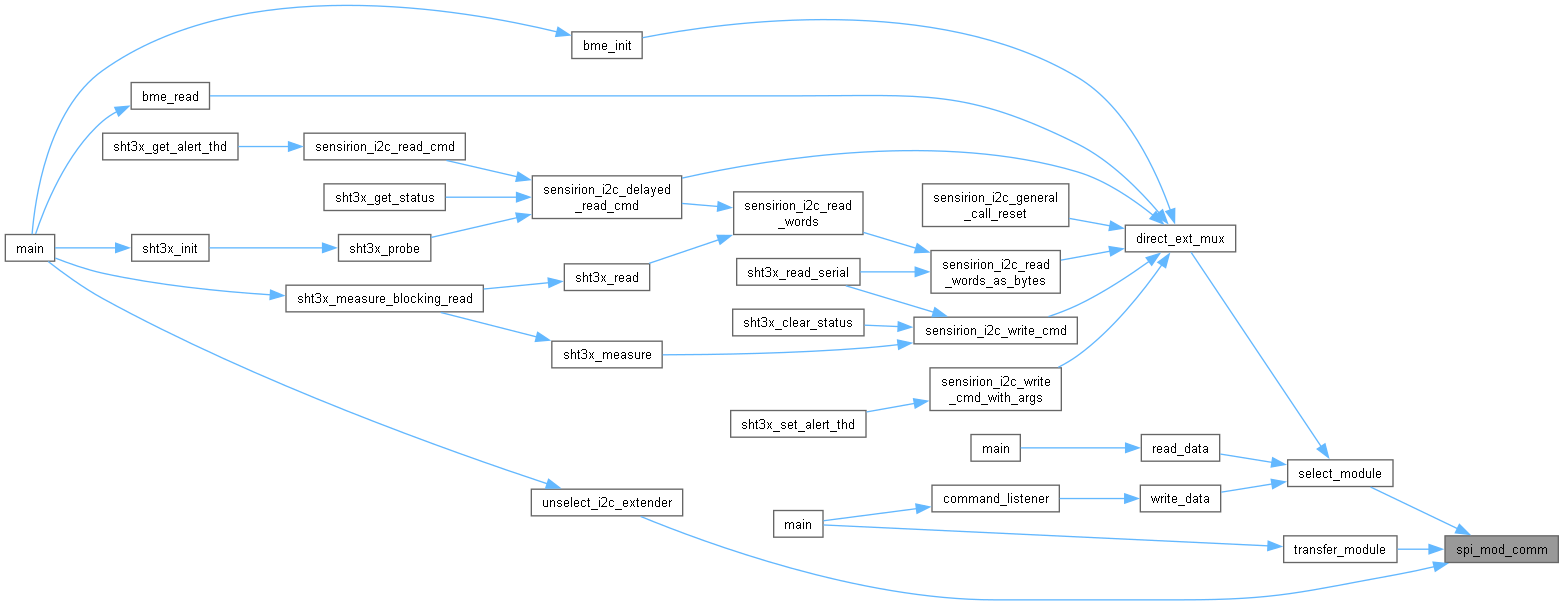 bme_init
bme_read
sht3x_get_alert_thd
sensirion_i2c_read_cmd
sht3x_get_status
sensirion_i2c_delayed
_read_cmd
sensirion_i2c_read
_words
sensirion_i2c_general
_call_reset
main
sht3x_init
sht3x_probe
direct_ext_mux
sht3x_read
sht3x_read_serial
sensirion_i2c_read
_words_as_bytes
sht3x_measure_blocking_read
sht3x_clear_status
sensirion_i2c_write_cmd
sht3x_measure
sensirion_i2c_write
_cmd_with_args
sht3x_set_alert_thd
main
read_data
select_module
unselect_i2c_extender
command_listener
write_data
main
transfer_module
spi_mod_comm